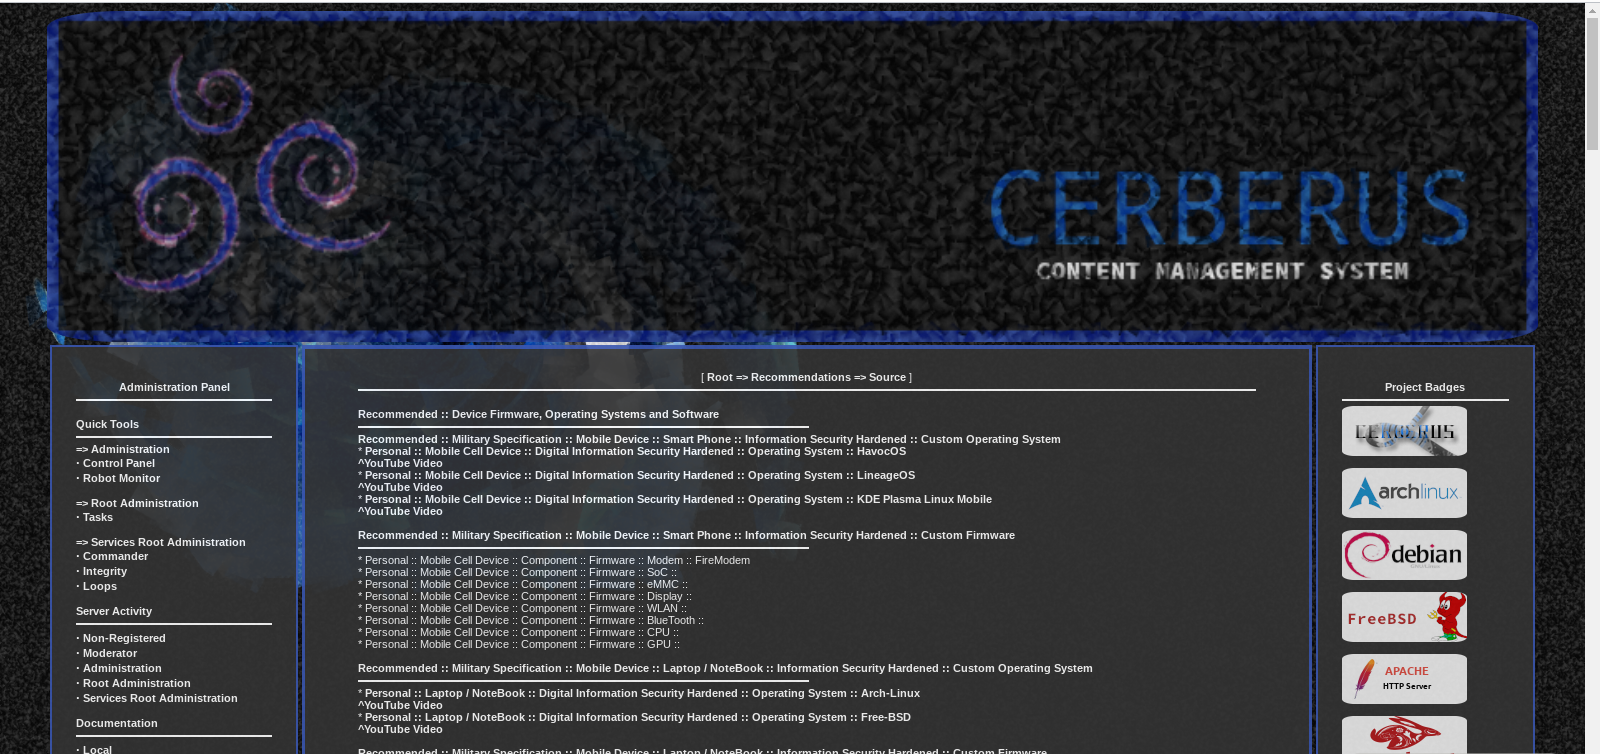 CERBERUS
CONTENT MANAGEMENT SYSTEM
Administration Panel
Quick Tools
=> Administration
· Control Panel
· Robot Monitor
=> Root Administration
· Tasks
=> Services Root Administration
· Commander
· Integrity
· Loops
Server Activity
· Non-Registered
· Moderator
· Administration
· Root Administration
· Services Root Administration
Documentation
· Local
[ Root => Recommendations => Source ]
Recommended :: Device Firmware, Operating Systems and Software
Recommended :: Military Specification :: Mobile Device :: Smart Phone :: Information Security Hardened :: Custom Operating System
* Personal :: Mobile Cell Device :: Digital Information Security Hardened :: Operating System :: HavocOS
^YouTube Video
* Personal :: Mobile Cell Device :: Digital Information Security Hardened :: Operating System :: LineageOS
^YouTube Video
* Personal :: Mobile Cell Device :: Digital Information Security Hardened :: Operating System :: KDE Plasma Linux Mobile
^YouTube Video
Recommended :: Military Specification :: Mobile Device :: Smart Phone :: Information Security Hardened :: Custom Firmware
* Personal :: Mobile Cell Device :: Component :: Firmware :: Modem :: FireModem
* Personal :: Mobile Cell Device :: Component :: Firmware :: SoC ::
* Personal :: Mobile Cell Device :: Component :: Firmware :: eMMC ::
* Personal :: Mobile Cell Device :: Component :: Firmware :: Display ::
* Personal :: Mobile Cell Device :: Component :: Firmware :: WLAN ::
* Personal :: Mobile Cell Device :: Component :: Firmware :: BlueTooth ::
* Personal :: Mobile Cell Device :: Component :: Firmware :: CPU ::
* Personal :: Mobile Cell Device :: Component :: Firmware :: GPU ::
Recommended :: Military Specification :: Mobile Device :: Laptop / NoteBook :: Information Security Hardened :: Custom Operating System
* Personal :: Laptop / NoteBook :: Digital Information Security Hardened :: Operating System :: Arch-Linux
^YouTube Video
* Personal :: Laptop / NoteBook :: Digital Information Security Hardened :: Operating System :: Free-BSD
^YouTube Video
Recommended :: Military Specification :: Mobile Device :: Laptop / NoteBook :: Information Security Hardened :: Custom Firmware
Project Badges
CERBERUS
archlinux
debian
FreeBSD
APACHE
HTTP Server